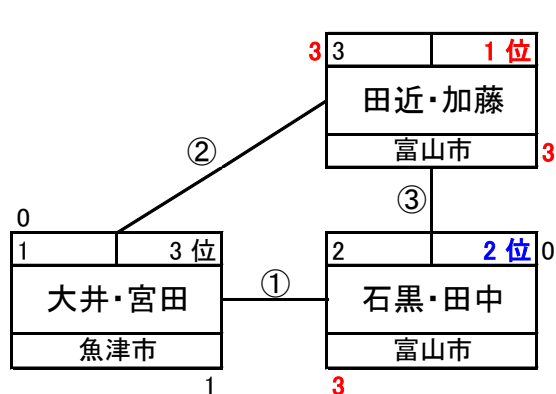 3 3 1 位
田近・加藤
富山市 3
②
③
0
1 3 位
大井・宮田
魚津市
1
①
2 2 位 0
石黒・田中
富山市
3